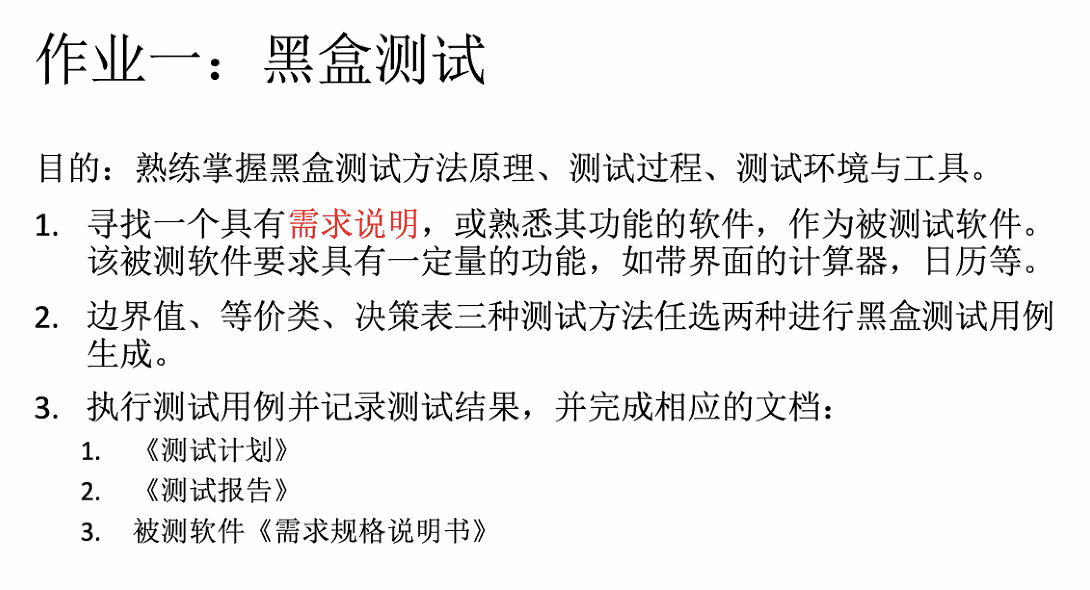 作业一：黑盒测试
目的：熟练掌握黑盒测试方法原理、测试过程、测试环境与工具。
1. 寻找一个具有需求说明，或熟悉其功能的软件，作为被测试软件。
该被测软件要求具有一定量的功能，如带界面的计算器，日历等。
2. 边界值、等价类、决策表三种测试方法任选两种进行黑盒测试用例
生成。
3. 执行测试用例并记录测试结果，并完成相应的文档：
1. 《测试计划》
2. 《测试报告》
3. 被测软件《需求规格说明书》